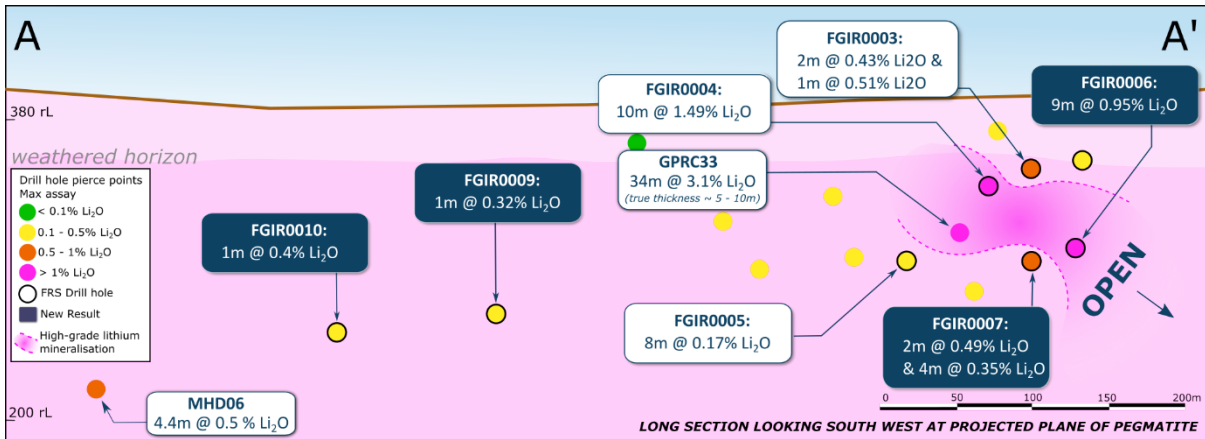 A
A'
380 rL
weathered horizon
Drill hole pierce points
Max assay
< 0.1% Li₂O
0.1 - 0.5% Li₂O
0.5 - 1% Li₂O
> 1% Li₂O
FRS Drill hole
New Result
High-grade lithium
mineralisation
200 rL
FGIR0010:
1m @ 0.4% Li₂O
MHD06
4.4m @ 0.5 % Li₂O
FGIR0009:
1m @ 0.32% Li₂O
FGIR0004:
10m @ 1.49% Li₂O
GPRC33
34m @ 3.1% Li₂O
(true thickness ~ 5 - 10m)
FGIR0005:
8m @ 0.17% Li₂O
FGIR0003:
2m @ 0.43% Li2O &
1m @ 0.51% Li2O
FGIR0006:
9m @ 0.95% Li₂O
OPEN
FGIR0007:
2m @ 0.49% Li₂O
& 4m @ 0.35% Li₂O
0 50 100 150 200m
LONG SECTION LOOKING SOUTH WEST AT PROJECTED PLANE OF PEGMATITE